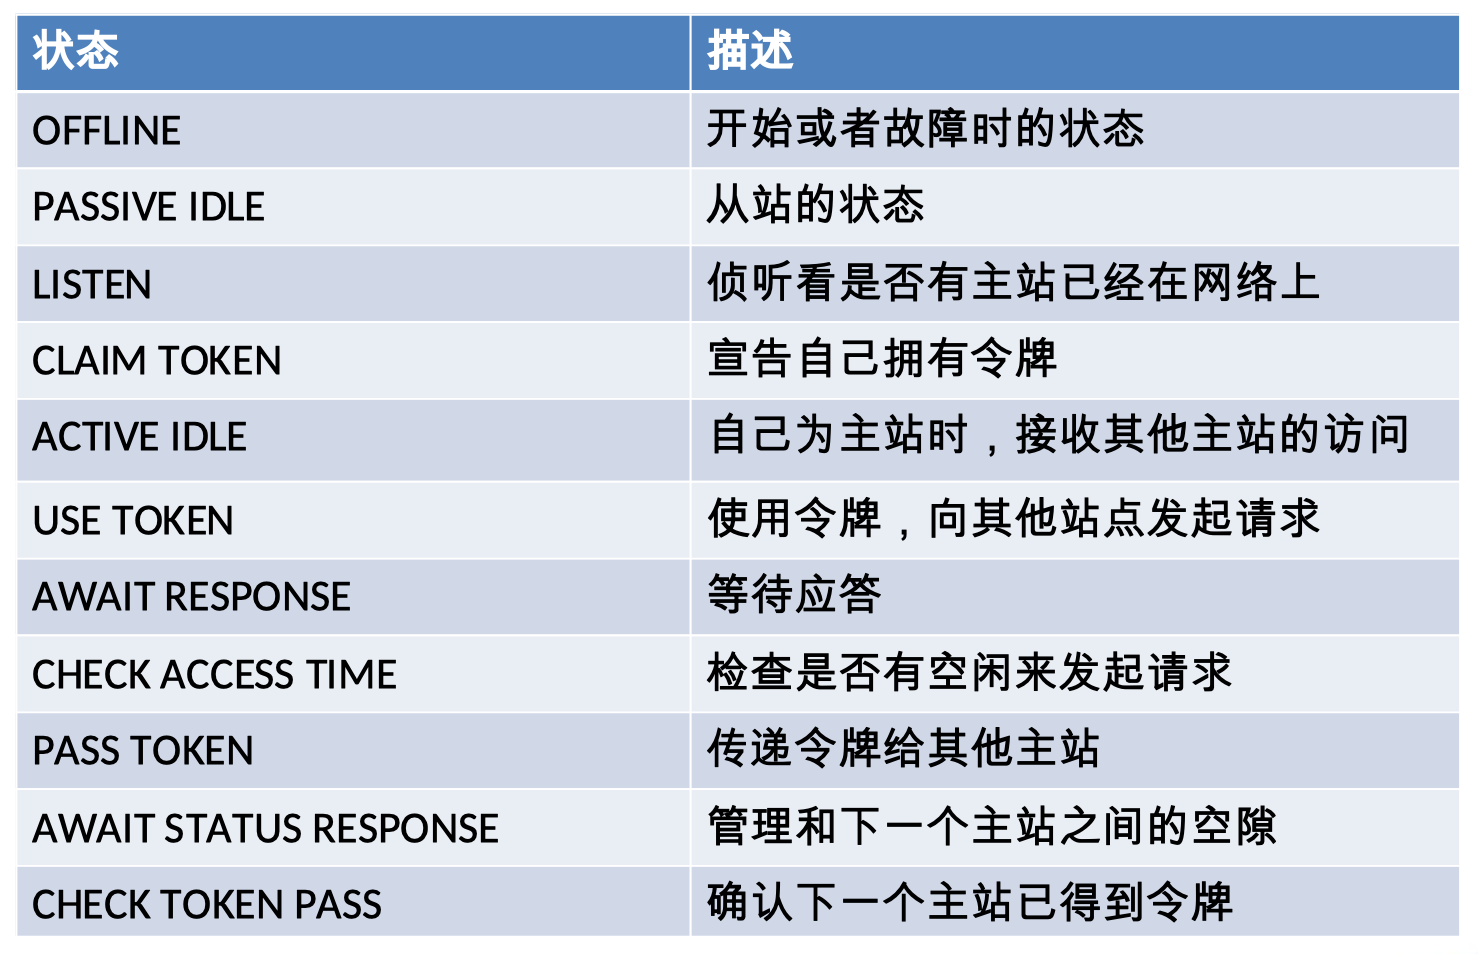 状态 描述
OFFLINE 开始或者故障时的状态
PASSIVE IDLE 从站的状态
LISTEN 侦听看是否有主站已经在网络上
CLAIM TOKEN 宣告自己拥有令牌
ACTIVE IDLE 自己为主站时，接收其他主站的访问
USE TOKEN 使用令牌，向其他站点发起请求
AWAIT RESPONSE 等待应答
CHECK ACCESS TIME 检查是否有空闲来发起请求
PASS TOKEN 传递令牌给其他主站
AWAIT STATUS RESPONSE 管理和下一个主站之间的空隙
CHECK TOKEN PASS 确认下一个主站已得到令牌